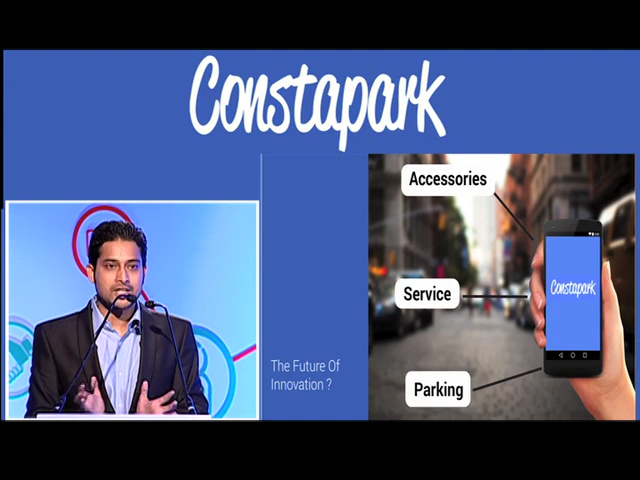 Constapark
Accessories
Constapark
Service
The Future Of
Innovation ?
Parking